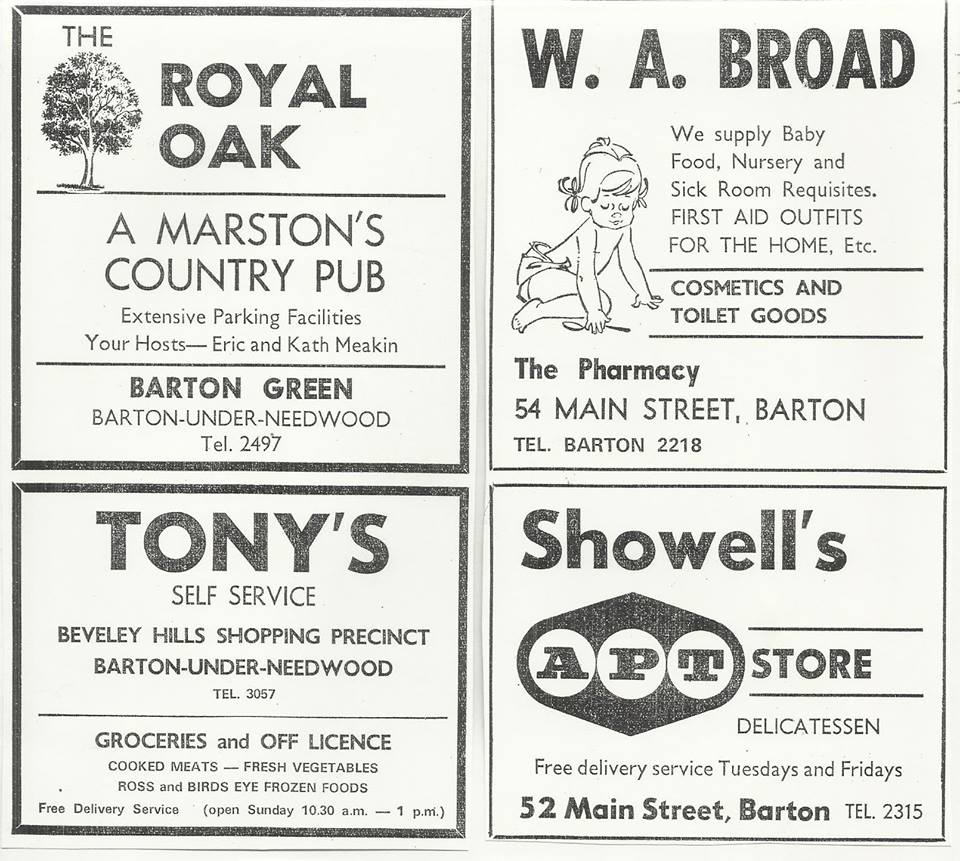 THE
ROYAL
OAK
A MARSTON'S
COUNTRY PUB
Extensive Parking Facilities
Your Hosts— Eric and Kath Meakin
BARTON GREEN
BARTON-UNDER-NEEDWOOD
Tel. 2497
W. A. BROAD
We supply Baby
Food, Nursery and
Sick Room Requisites.
FIRST AID OUTFITS
FOR THE HOME, Etc.
COSMETICS AND
TOILET GOODS
The Pharmacy
54 MAIN STREET, BARTON
TEL. BARTON 2218
TONY'S
SELF SERVICE
BEVELEY HILLS SHOPPING PRECINCT
BARTON-UNDER-NEEDWOOD
TEL. 3057
GROCERIES and OFF LICENCE
COOKED MEATS — FRESH VEGETABLES
ROSS and BIRDS EYE FROZEN FOODS
Free Delivery Service (open Sunday 10.30 a.m. — 1 p.m.)
Showell's
APT STORE
DELICATESSEN
Free delivery service Tuesdays and Fridays
52 Main Street, Barton TEL. 2315